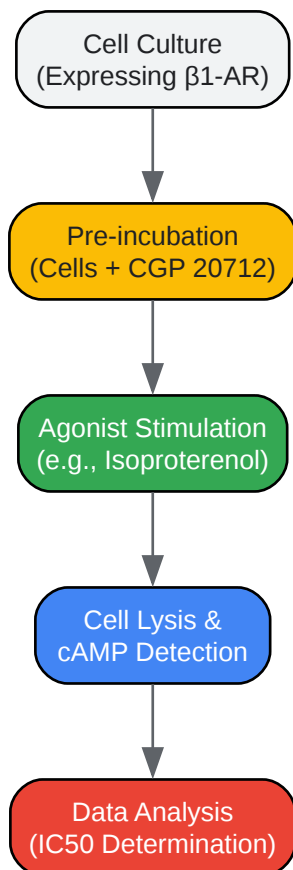 Cell Culture
(Expressing β1-AR)
Pre-incubation
(Cells + CGP 20712)
Agonist Stimulation
(e.g., Isoproterenol)
Cell Lysis &
cAMP Detection
Data Analysis
(IC50 Determination)